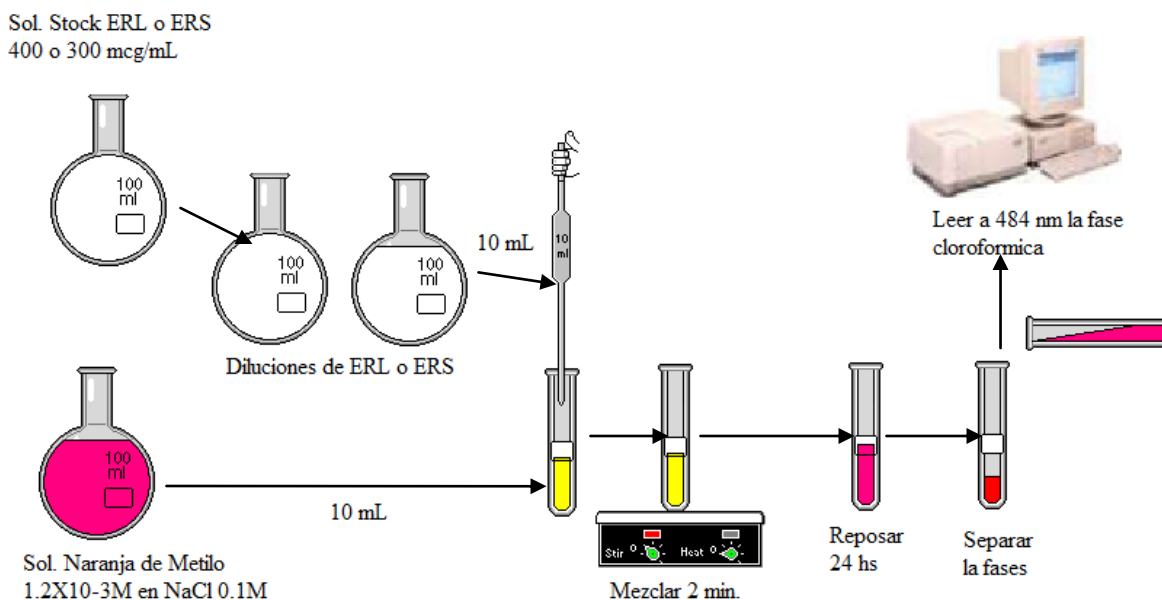 Sol. Stock ERL o ERS
400 o 300 mcg/mL
100
ml
100
ml
100
ml
10 mL
10
ml
Diluciones de ERL o ERS
Leer a 484 nm la fase
cloroformica
100
ml
10 mL
Sol. Naranja de Metilo
1.2X10-3M en NaCl 0.1M
Stir 0
Heat 0
Mezclar 2 min.
Reposar
24 hs
Separar
la fases